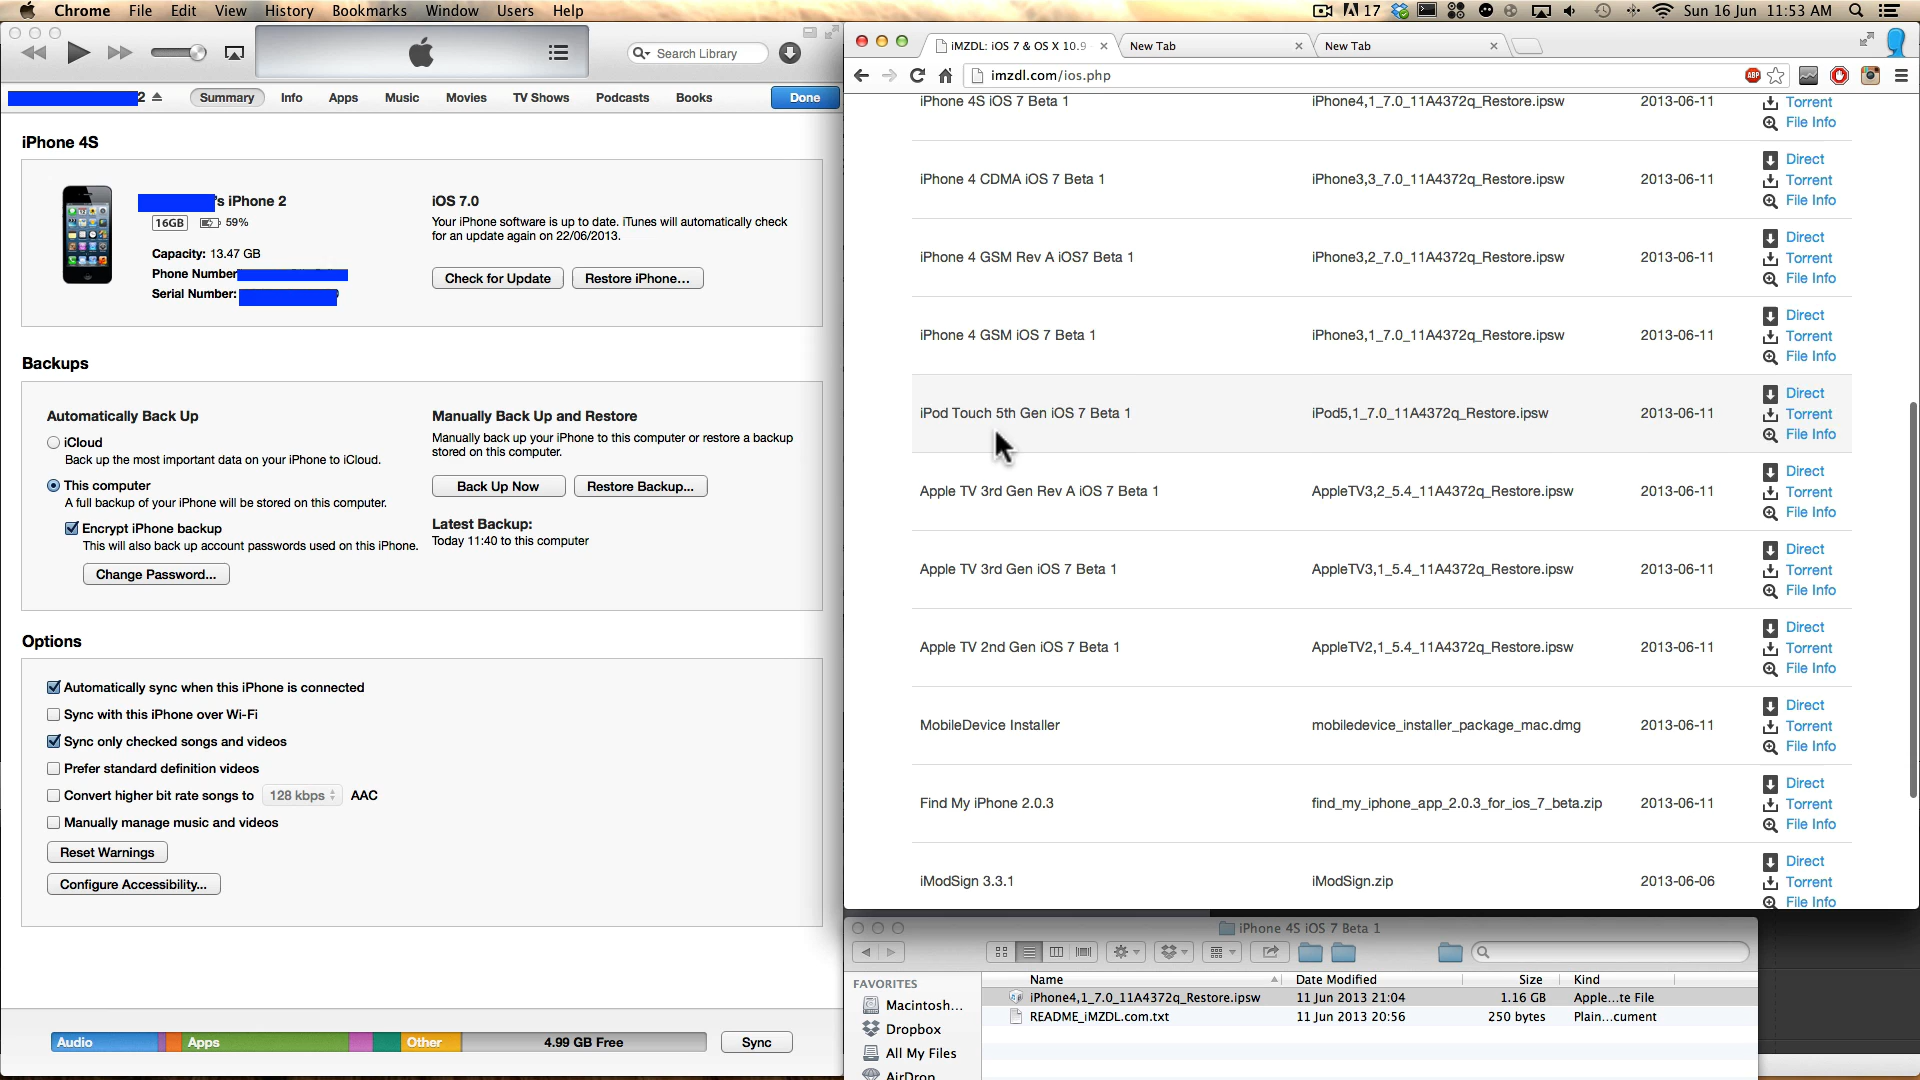 Chrome File Edit View History Bookmarks Window Users Help
17 Sun 16 Jun 11:53 AM
Search Library
2 Summary Info Apps Music Movies TV Shows Podcasts Books Done
iPhone 4S
's iPhone 2
16GB 59%
Capacity: 13.47 GB
Phone Number
Serial Number:
iOS 7.0
Your iPhone software is up to date. iTunes will automatically check
for an update again on 22/06/2013.
Check for Update Restore iPhone...
Backups
Automatically Back Up
iCloud
Back up the most important data on your iPhone to iCloud.
This computer
A full backup of your iPhone will be stored on this computer.
Encrypt iPhone backup
This will also back up account passwords used on this iPhone.
Change Password...
Manually Back Up and Restore
Manually back up your iPhone to this computer or restore a backup
stored on this computer.
Back Up Now Restore Backup...
Latest Backup:
Today 11:40 to this computer
Options
Automatically sync when this iPhone is connected
Sync with this iPhone over Wi-Fi
Sync only checked songs and videos
Prefer standard definition videos
Convert higher bit rate songs to 128 kbps AAC
Manually manage music and videos
Reset Warnings
Configure Accessibility...
Audio Apps Other 4.99 GB Free Sync
iMZDL: iOS 7 & OS X 10.9 New Tab New Tab
imzdl.com/ios.php ABP
iPhone 4S iOS 7 Beta 1 iPhone4,1_7.0_11A4372q_Restore.ipsw 2013-06-11 Torrent
File Info
Direct
iPhone 4 CDMA iOS 7 Beta 1 iPhone3,3_7.0_11A4372q_Restore.ipsw 2013-06-11 Torrent
File Info
Direct
iPhone 4 GSM Rev A iOS7 Beta 1 iPhone3,2_7.0_11A4372q_Restore.ipsw 2013-06-11 Torrent
File Info
Direct
iPhone 4 GSM iOS 7 Beta 1 iPhone3,1_7.0_11A4372q_Restore.ipsw 2013-06-11 Torrent
File Info
Direct
iPod Touch 5th Gen iOS 7 Beta 1 iPod5,1_7.0_11A4372q_Restore.ipsw 2013-06-11 Torrent
File Info
Direct
Apple TV 3rd Gen Rev A iOS 7 Beta 1 AppleTV3,2_5.4_11A4372q_Restore.ipsw 2013-06-11 Torrent
File Info
Direct
Apple TV 3rd Gen iOS 7 Beta 1 AppleTV3,1_5.4_11A4372q_Restore.ipsw 2013-06-11 Torrent
File Info
Direct
Apple TV 2nd Gen iOS 7 Beta 1 AppleTV2,1_5.4_11A4372q_Restore.ipsw 2013-06-11 Torrent
File Info
Direct
MobileDevice Installer mobiledevice_installer_package_mac.dmg 2013-06-11 Torrent
File Info
Direct
Find My iPhone 2.0.3 find_my_iphone_app_2.0.3_for_ios_7_beta.zip 2013-06-11 Torrent
File Info
Direct
iModSign 3.3.1 iModSign.zip 2013-06-06 Torrent
File Info
iPhone 4S iOS 7 Beta 1
FAVORITES
Macintosh...
Dropbox
All My Files
AirDrop
Name Date Modified Size Kind
iPhone4,1_7.0_11A4372q_Restore.ipsw 11 Jun 2013 21:04 1.16 GB Apple...te File
README_iMZDL.com.txt 11 Jun 2013 20:56 250 bytes Plain...cument